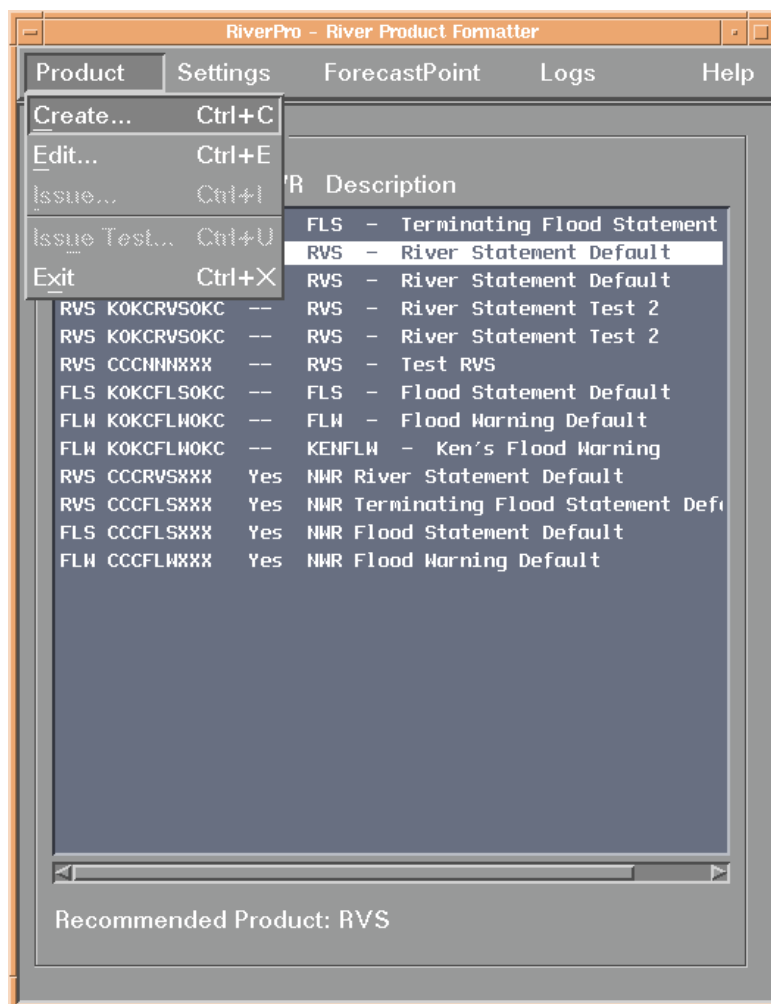 RiverPro - River Product Formatter
Product Settings ForecastPoint Logs Help
Create... Ctrl+C
Edit... Ctrl+E
Issue... Ctrl+I
Issue Test... Ctrl+U
Exit Ctrl+X
Description
FLS - Terminating Flood Statement
RVS - River Statement Default
RVS - River Statement Default
RVS KOKCRVSOKC -- RVS - River Statement Test 2
RVS KOKCRVSOKC -- RVS - River Statement Test 2
RVS CCCNNNXXX -- RVS - Test RVS
FLS KOKCFLSOKC -- FLS - Flood Statement Default
FLW KOKCFLWOKC -- FLW - Flood Warning Default
FLW KOKCFLWOKC -- KENFLW - Ken's Flood Warning
RVS CCCRVSXXX Yes NWR River Statement Default
RVS CCCFLSXXX Yes NWR Terminating Flood Statement Def
FLS CCCFLSXXX Yes NWR Flood Statement Default
FLW CCCFLWXXX Yes NWR Flood Warning Default
Recommended Product: RVS